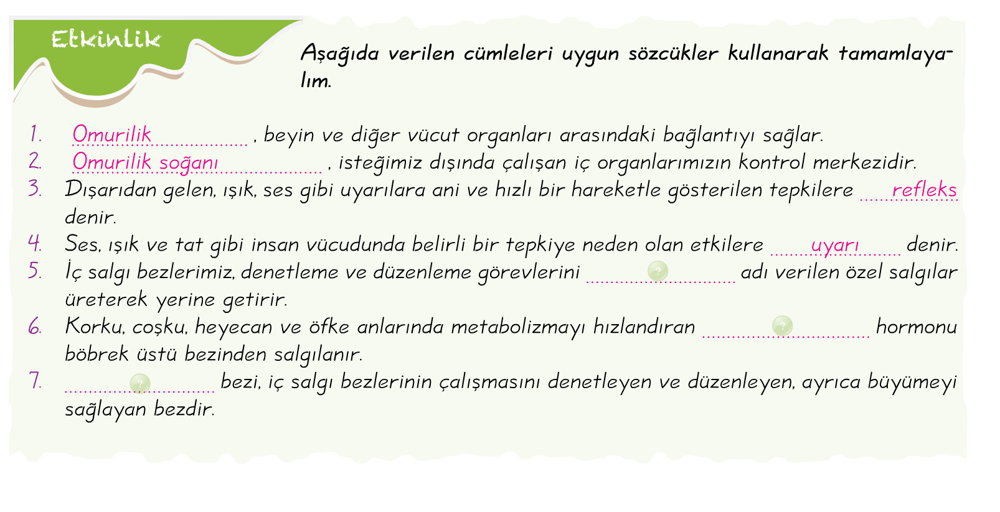 Etkinlik
Aşağıda verilen cümleleri uygun sözcükler kullanarak tamamlaya-
lım.
1. Omurilik , beyin ve diğer vücut organları arasındaki bağlantıyı sağlar.
2. Omurilik soğanı , isteğimiz dışında çalışan iç organlarımızın kontrol merkezidir.
3. Dışarıdan gelen, ışık, ses gibi uyarılara ani ve hızlı bir hareketle gösterilen tepkilere refleks
denir.
4. Ses, ışık ve tat gibi insan vücudunda belirli bir tepkiye neden olan etkilere uyarı denir.
5. İç salgı bezlerimiz, denetleme ve düzenleme görevlerini ? adı verilen özel salgılar
üreterek yerine getirir.
6. Korku, coşku, heyecan ve öfke anlarında metabolizmayı hızlandıran ? hormonu
böbrek üstü bezinden salgılanır.
7. ? bezi, iç salgı bezlerinin çalışmasını denetleyen ve düzenleyen, ayrıca büyümeyi
sağlayan bezdir.